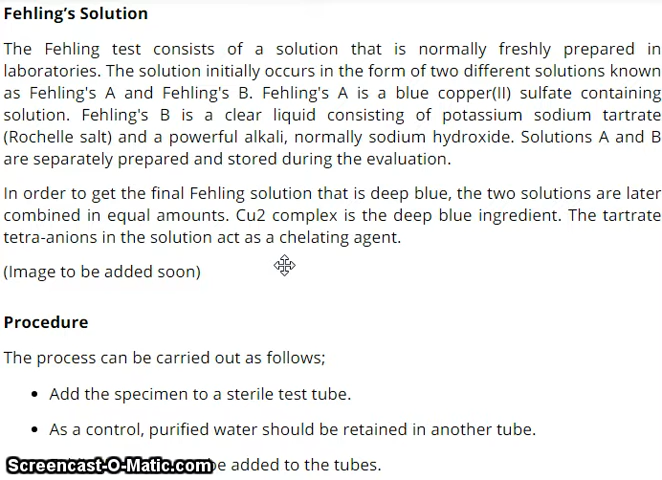 Fehling's Solution
The Fehling test consists of a solution that is normally freshly prepared in
laboratories. The solution initially occurs in the form of two different solutions known
as Fehling's A and Fehling's B. Fehling's A is a blue copper(II) sulfate containing
solution. Fehling's B is a clear liquid consisting of potassium sodium tartrate
(Rochelle salt) and a powerful alkali, normally sodium hydroxide. Solutions A and B
are separately prepared and stored during the evaluation.
In order to get the final Fehling solution that is deep blue, the two solutions are later
combined in equal amounts. Cu2 complex is the deep blue ingredient. The tartrate
tetra-anions in the solution act as a chelating agent.
(Image to be added soon)
Procedure
The process can be carried out as follows;
• Add the specimen to a sterile test tube.
• As a control, purified water should be retained in another tube.
Screencast-O-Matic.com be added to the tubes.